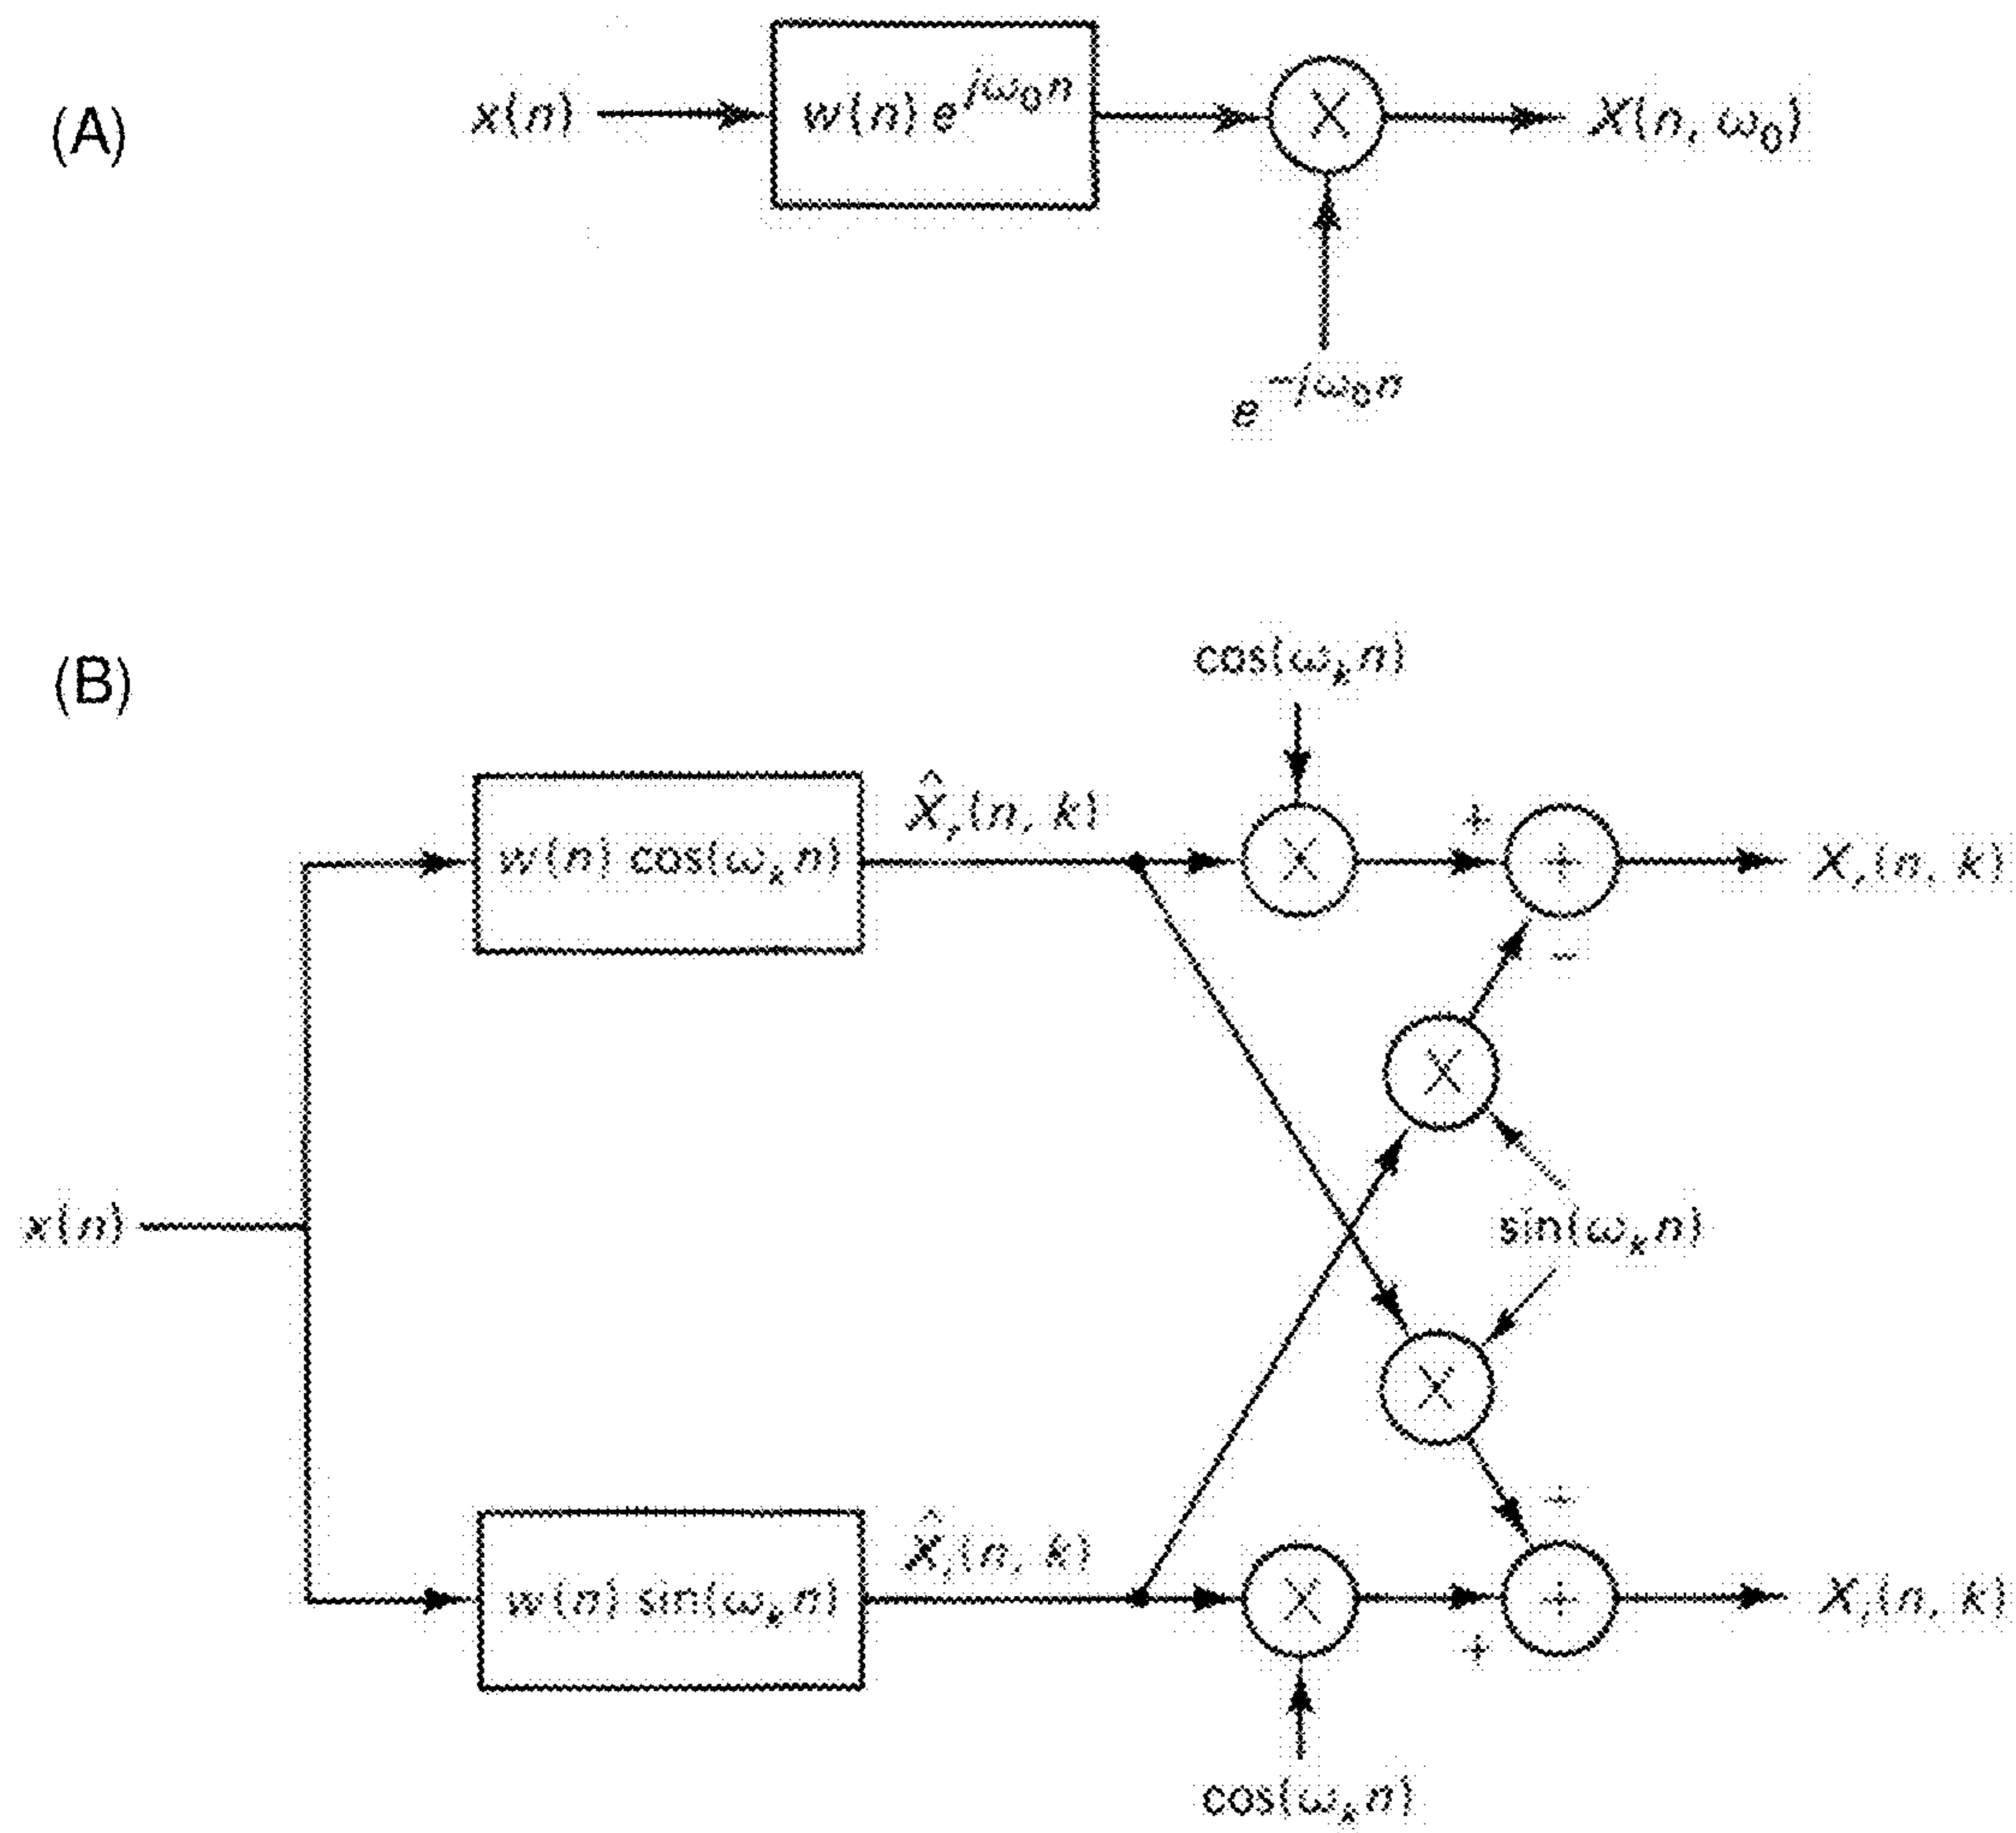 (A)
x(n)
w(n) e^{jω₀n}
X
X(n, ω₀)
e^{-jω₀n}
(B)
cos(ωₖn)
w(n) cos(ωₖn)
X̂ᵣ(n, k)
X
+
+
Xᵣ(n, k)
−
X
x(n)
sin(ωₖn)
X
+
w(n) sin(ωₖn)
X̂ᵢ(n, k)
X
+
+
Xᵢ(n, k)
cos(ωₖn)